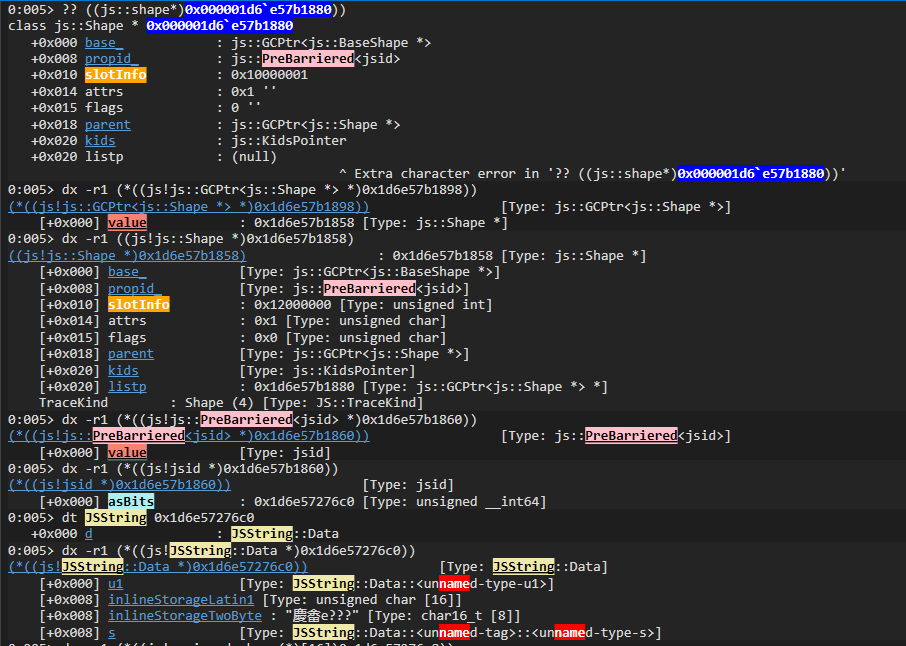 0:005> ?? ((js::shape*)0x000001d6`e57b1880))
class js::Shape * 0x000001d6`e57b1880
+0x000 base_ : js::GCPtr<js::BaseShape *>
+0x008 propid_ : js::PreBarriered<jsid>
+0x010 slotInfo : 0x10000001
+0x014 attrs : 0x1 ''
+0x015 flags : 0 ''
+0x018 parent : js::GCPtr<js::Shape *>
+0x020 kids : js::KidsPointer
+0x020 listp : (null)
^ Extra character error in '?? ((js::shape*)0x000001d6`e57b1880))'
0:005> dx -r1 (*((js!js::GCPtr<js::Shape *> *)0x1d6e57b1898))
(*((js!js::GCPtr<js::Shape *> *)0x1d6e57b1898)) [Type: js::GCPtr<js::Shape *>]
[+0x000] value : 0x1d6e57b1858 [Type: js::Shape *]
0:005> dx -r1 ((js!js::Shape *)0x1d6e57b1858)
((js!js::Shape *)0x1d6e57b1858) : 0x1d6e57b1858 [Type: js::Shape *]
[+0x000] base_ [Type: js::GCPtr<js::BaseShape *>]
[+0x008] propid_ [Type: js::PreBarriered<jsid>]
[+0x010] slotInfo : 0x12000000 [Type: unsigned int]
[+0x014] attrs : 0x1 [Type: unsigned char]
[+0x015] flags : 0x0 [Type: unsigned char]
[+0x018] parent [Type: js::GCPtr<js::Shape *>]
[+0x020] kids [Type: js::KidsPointer]
[+0x020] listp : 0x1d6e57b1880 [Type: js::GCPtr<js::Shape *> *]
TraceKind : Shape (4) [Type: JS::TraceKind]
0:005> dx -r1 (*((js!js::PreBarriered<jsid> *)0x1d6e57b1860))
(*((js!js::PreBarriered<jsid> *)0x1d6e57b1860)) [Type: js::PreBarriered<jsid>]
[+0x000] value [Type: jsid]
0:005> dx -r1 (*((js!jsid *)0x1d6e57b1860))
(*((js!jsid *)0x1d6e57b1860)) [Type: jsid]
[+0x000] asBits : 0x1d6e57276c0 [Type: unsigned __int64]
0:005> dt JSString 0x1d6e57276c0
+0x000 d : JSString::Data
0:005> dx -r1 (*((js!JSString::Data *)0x1d6e57276c0))
(*((js!JSString::Data *)0x1d6e57276c0)) [Type: JSString::Data]
[+0x000] u1 [Type: JSString::Data::<unnamed-type-u1>]
[+0x008] inlineStorageLatin1 [Type: unsigned char [16]]
[+0x008] inlineStorageTwoByte : "e???" [Type: char16_t [8]]
[+0x008] s [Type: JSString::Data::<unnamed-tag>::<unnamed-type-s>]